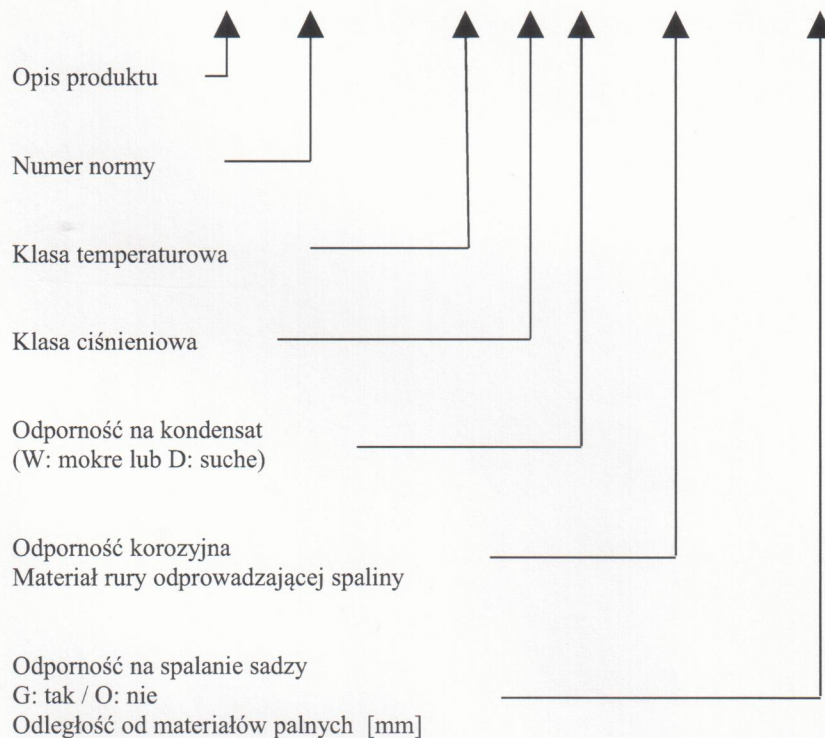 Opis produktu
Numer normy
Klasa temperaturowa
Klasa ciśnieniowa
Odporność na kondensat
(W: mokre lub D: suche)
Odporność korozyjna
Materiał rury odprowadzającej spaliny
Odporność na spalanie sadzy
G: tak / O: nie
Odległość od materiałów palnych [mm]